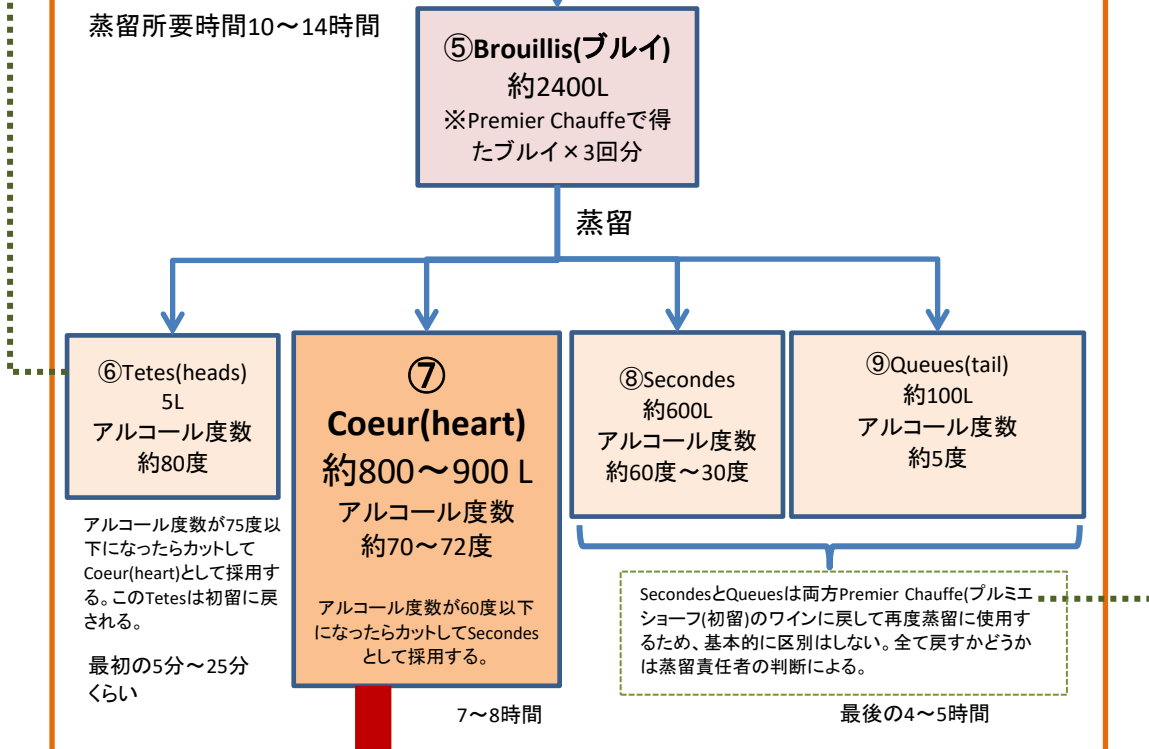 蒸留所要時間10～14時間
⑤Brouillis(ブルイ)
約2400L
※Premier Chauffeで得
たブルイ×3回分
蒸留
⑥Tetes(heads)
5L
アルコール度数
約80度
⑦
Coeur(heart)
約800～900 L
アルコール度数
約70～72度
アルコール度数が60度以下
になったらカットしてSecondes
として採用する。
⑧Secondes
約600L
アルコール度数
約60度～30度
⑨Queues(tail)
約100L
アルコール度数
約5度
アルコール度数が75度以
下になったらカットして
Coeur(heart)として採用す
る。このTetesは初留に戻
される。
最初の5分～25分
くらい
7～8時間
SecondesとQueuesは両方Premier Chauffe(プルミエ
ショーフ(初留)のワインに戻して再度蒸留に使用す
るため、基本的に区別はしない。全て戻すかどうか
は蒸留責任者の判断による。
最後の4～5時間